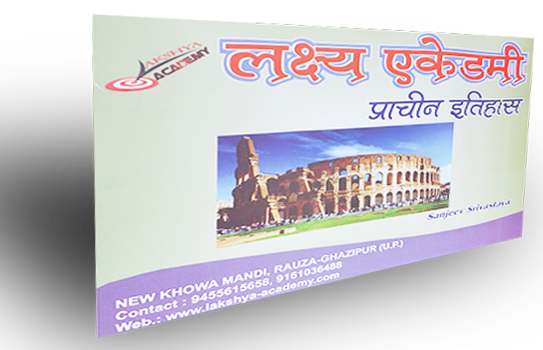 LAKSHYA
ACADEMY
लक्ष्य एकेडमी
प्राचीन इतिहास
Sanjeev Srivastava
NEW KHOWA MANDI, RAUZA-GHAZIPUR (U.P.)
Contact : 9455615658, 9161036488
Web.: www.lakshya-academy.com